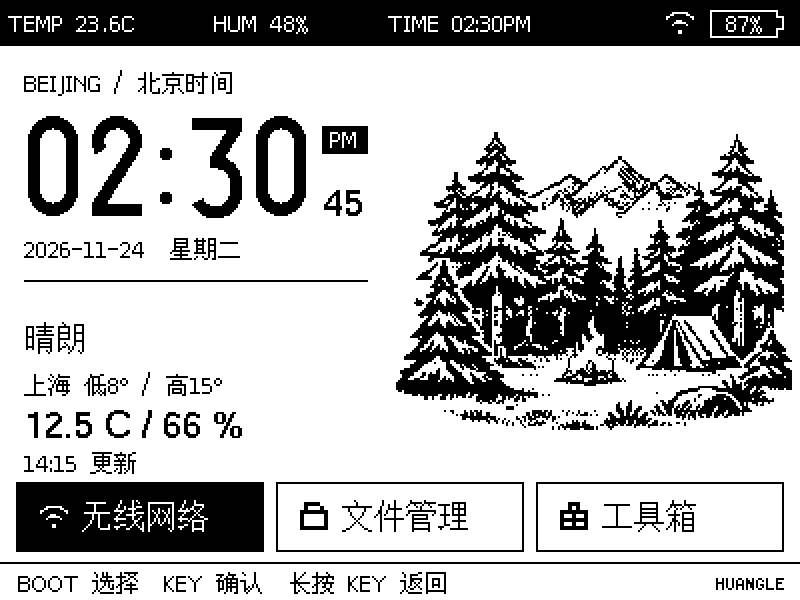 TEMP 23.6C HUM 48% TIME 02:30PM 87%
BEIJING / 北京时间
02:30 PM 45
2026-11-24 星期二
晴朗
上海 低8° / 高15°
12.5 C / 66 %
14:15 更新
无线网络 文件管理 工具箱
BOOT 选择 KEY 确认 长按 KEY 返回 HUANGLE